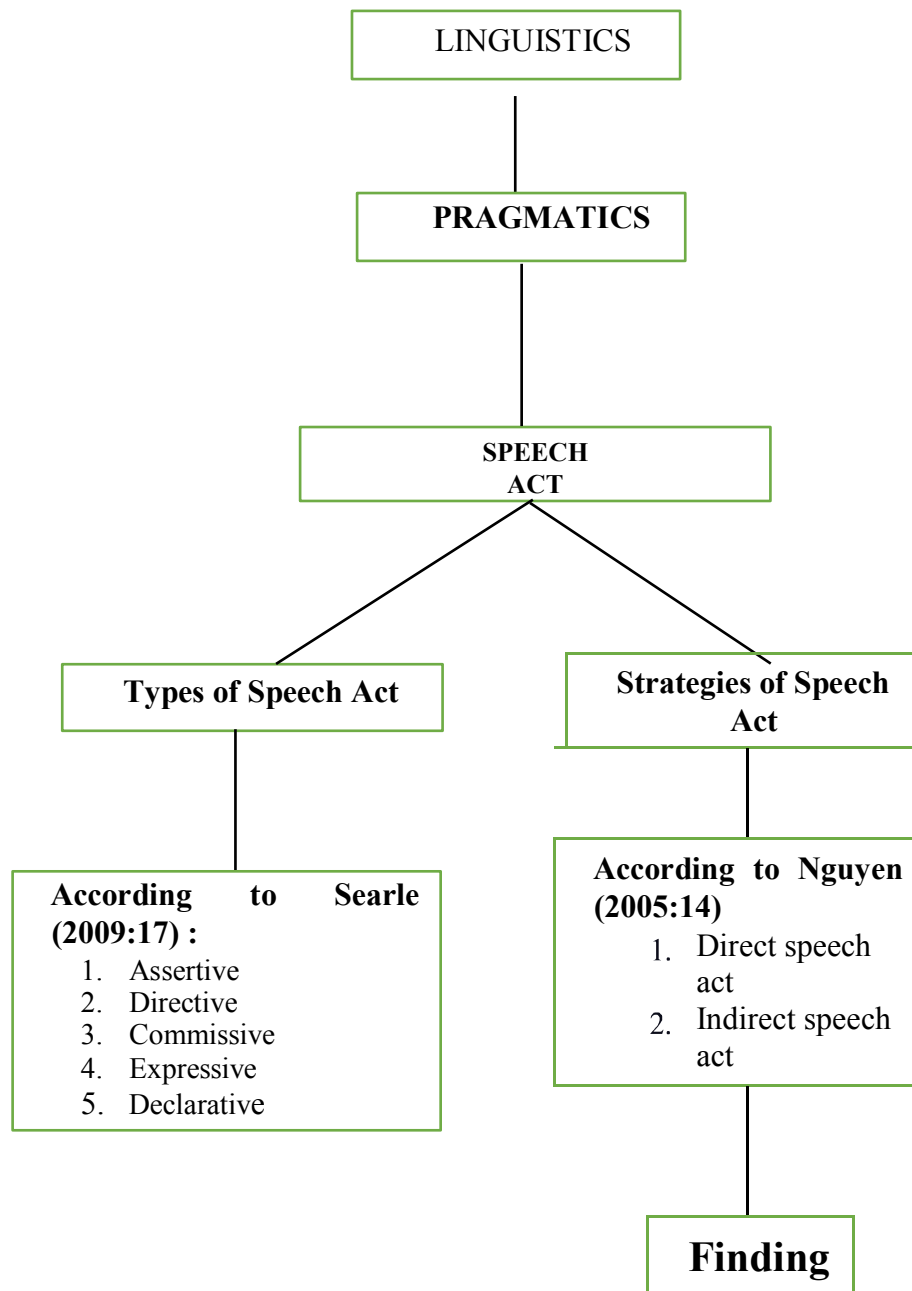 LINGUISTICS
PRAGMATICS
SPEECH
ACT
Types of Speech Act
Strategies of Speech
Act
According to Searle
(2009:17) :
1. Assertive
2. Directive
3. Commissive
4. Expressive
5. Declarative
According to Nguyen
(2005:14)
1. Direct speech
act
2. Indirect speech
act
Finding